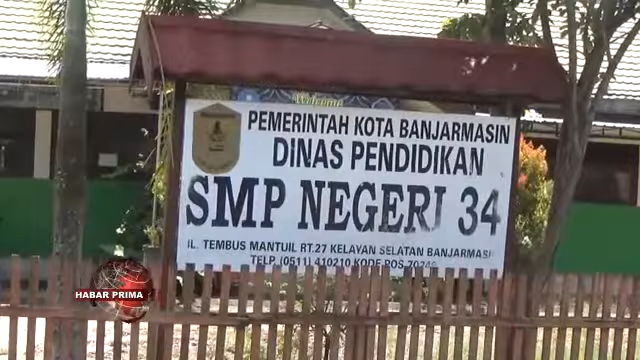 Welcome
PEMERINTAH KOTA BANJARMASIN
DINAS PENDIDIKAN
SMP NEGERI 34
JL. TEMBUS MANTUIL RT.27 KELAYAN SELATAN BANJARMASIN
TELP. (0511) 410210 KODE POS 70246
HABAR PRIMA